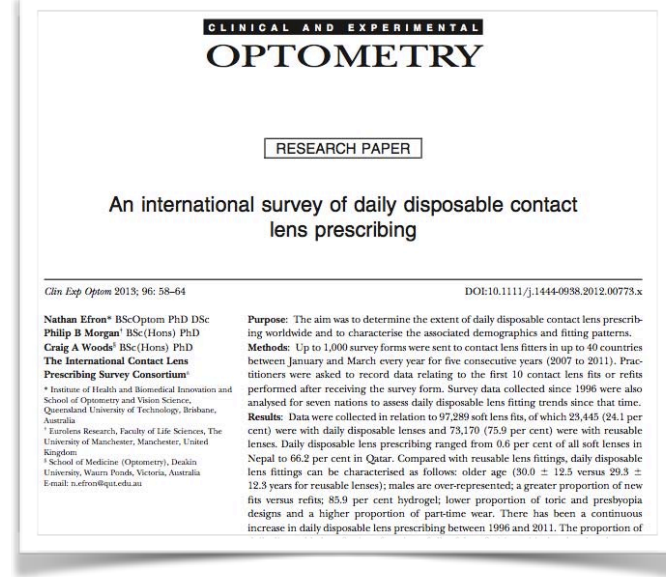 CLINICAL AND EXPERIMENTAL
OPTOMETRY
RESEARCH PAPER
An international survey of daily disposable contact
lens prescribing
Clin Exp Optom 2013; 96: 58–64
DOI:10.1111/j.1444-0938.2012.00773.x
Nathan Efron* BScOptom PhD DSc
Philip B Morgan† BSc(Hons) PhD
Craig A Woods§ BSc(Hons) PhD
The International Contact Lens
Prescribing Survey Consortium
* Institute of Health and Biomedical Innovation and
School of Optometry and Vision Science,
Queensland University of Technology, Brisbane,
Australia
† Eurolens Research, Faculty of Life Sciences, The
University of Manchester, Manchester, United
Kingdom
§ School of Medicine (Optometry), Deakin
University, Waurn Ponds, Victoria, Australia
E-mail: n.efron@qut.edu.au
Purpose: The aim was to determine the extent of daily disposable contact lens prescrib-
ing worldwide and to characterise the associated demographics and fitting patterns.
Methods: Up to 1,000 survey forms were sent to contact lens fitters in up to 40 countries
between January and March every year for five consecutive years (2007 to 2011). Prac-
titioners were asked to record data relating to the first 10 contact lens fits or refits
performed after receiving the survey form. Survey data collected since 1996 were also
analysed for seven nations to assess daily disposable lens fitting trends since that time.
Results: Data were collected in relation to 97,289 soft lens fits, of which 23,445 (24.1 per
cent) were with daily disposable lenses and 73,170 (75.9 per cent) were with reusable
lenses. Daily disposable lens prescribing ranged from 0.6 per cent of all soft lenses in
Nepal to 66.2 per cent in Qatar. Compared with reusable lens fittings, daily disposable
lens fittings can be characterised as follows: older age (30.0 ± 12.5 versus 29.3 ±
12.3 years for reusable lenses); males are over-represented; a greater proportion of new
fits versus refits; 85.9 per cent hydrogel; lower proportion of toric and presbyopia
designs and a higher proportion of part-time wear. There has been a continuous
increase in daily disposable lens prescribing between 1996 and 2011. The proportion of